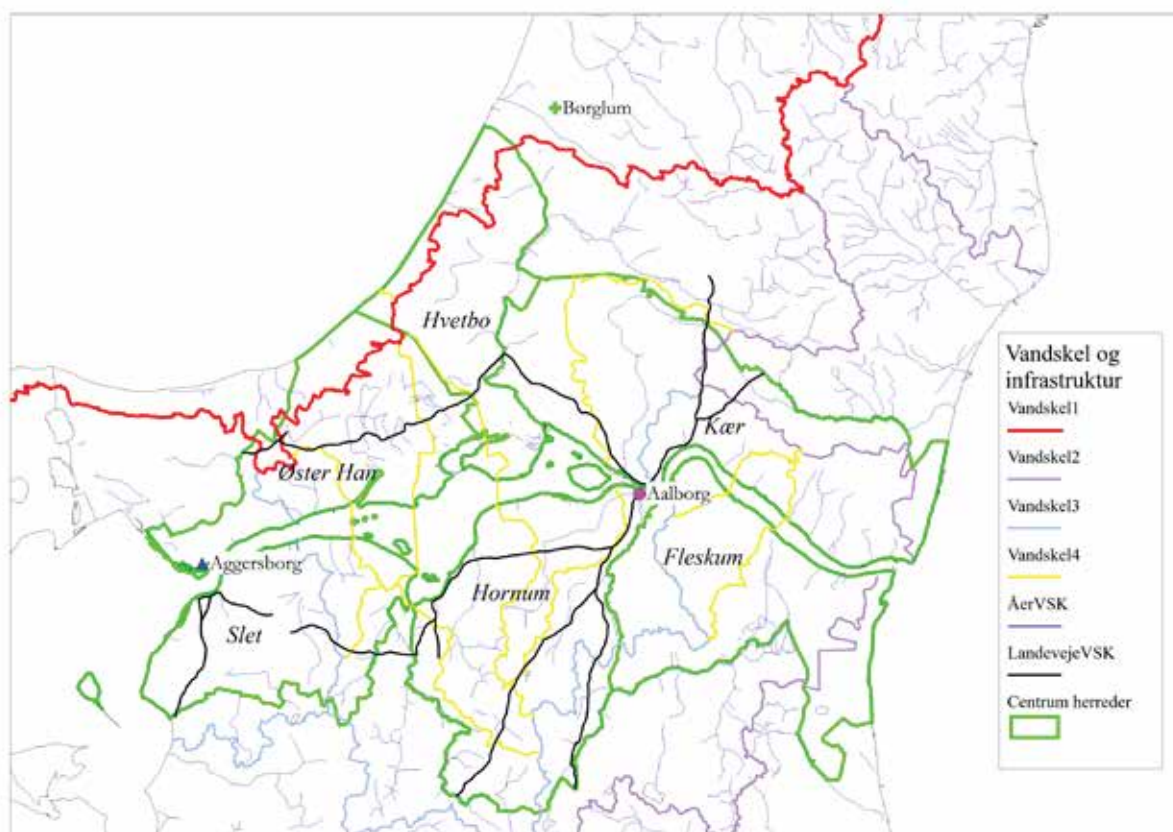 Børglum
Hvetbo
Kær
Øster Han
Aalborg
Aggersborg
Fleskum
Hornum
Slet
Vandskel og
infrastruktur
Vandskel1
Vandskel2
Vandskel3
Vandskel4
ÅerVSK
LandevejeVSK
Centrum herreder